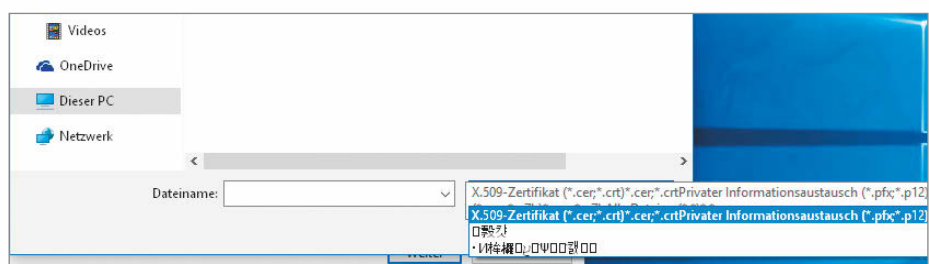 Videos
OneDrive
Dieser PC
Netzwerk
Dateiname:
X.509-Zertifikat (*.cer;*.crt)*.cer;*.crtPrivater Informationsaustausch (*.pfx;*.p12)
X.509-Zertifikat (*.cer;*.crt)*.cer;*.crtPrivater Informationsaustausch (*.pfx;*.p12)